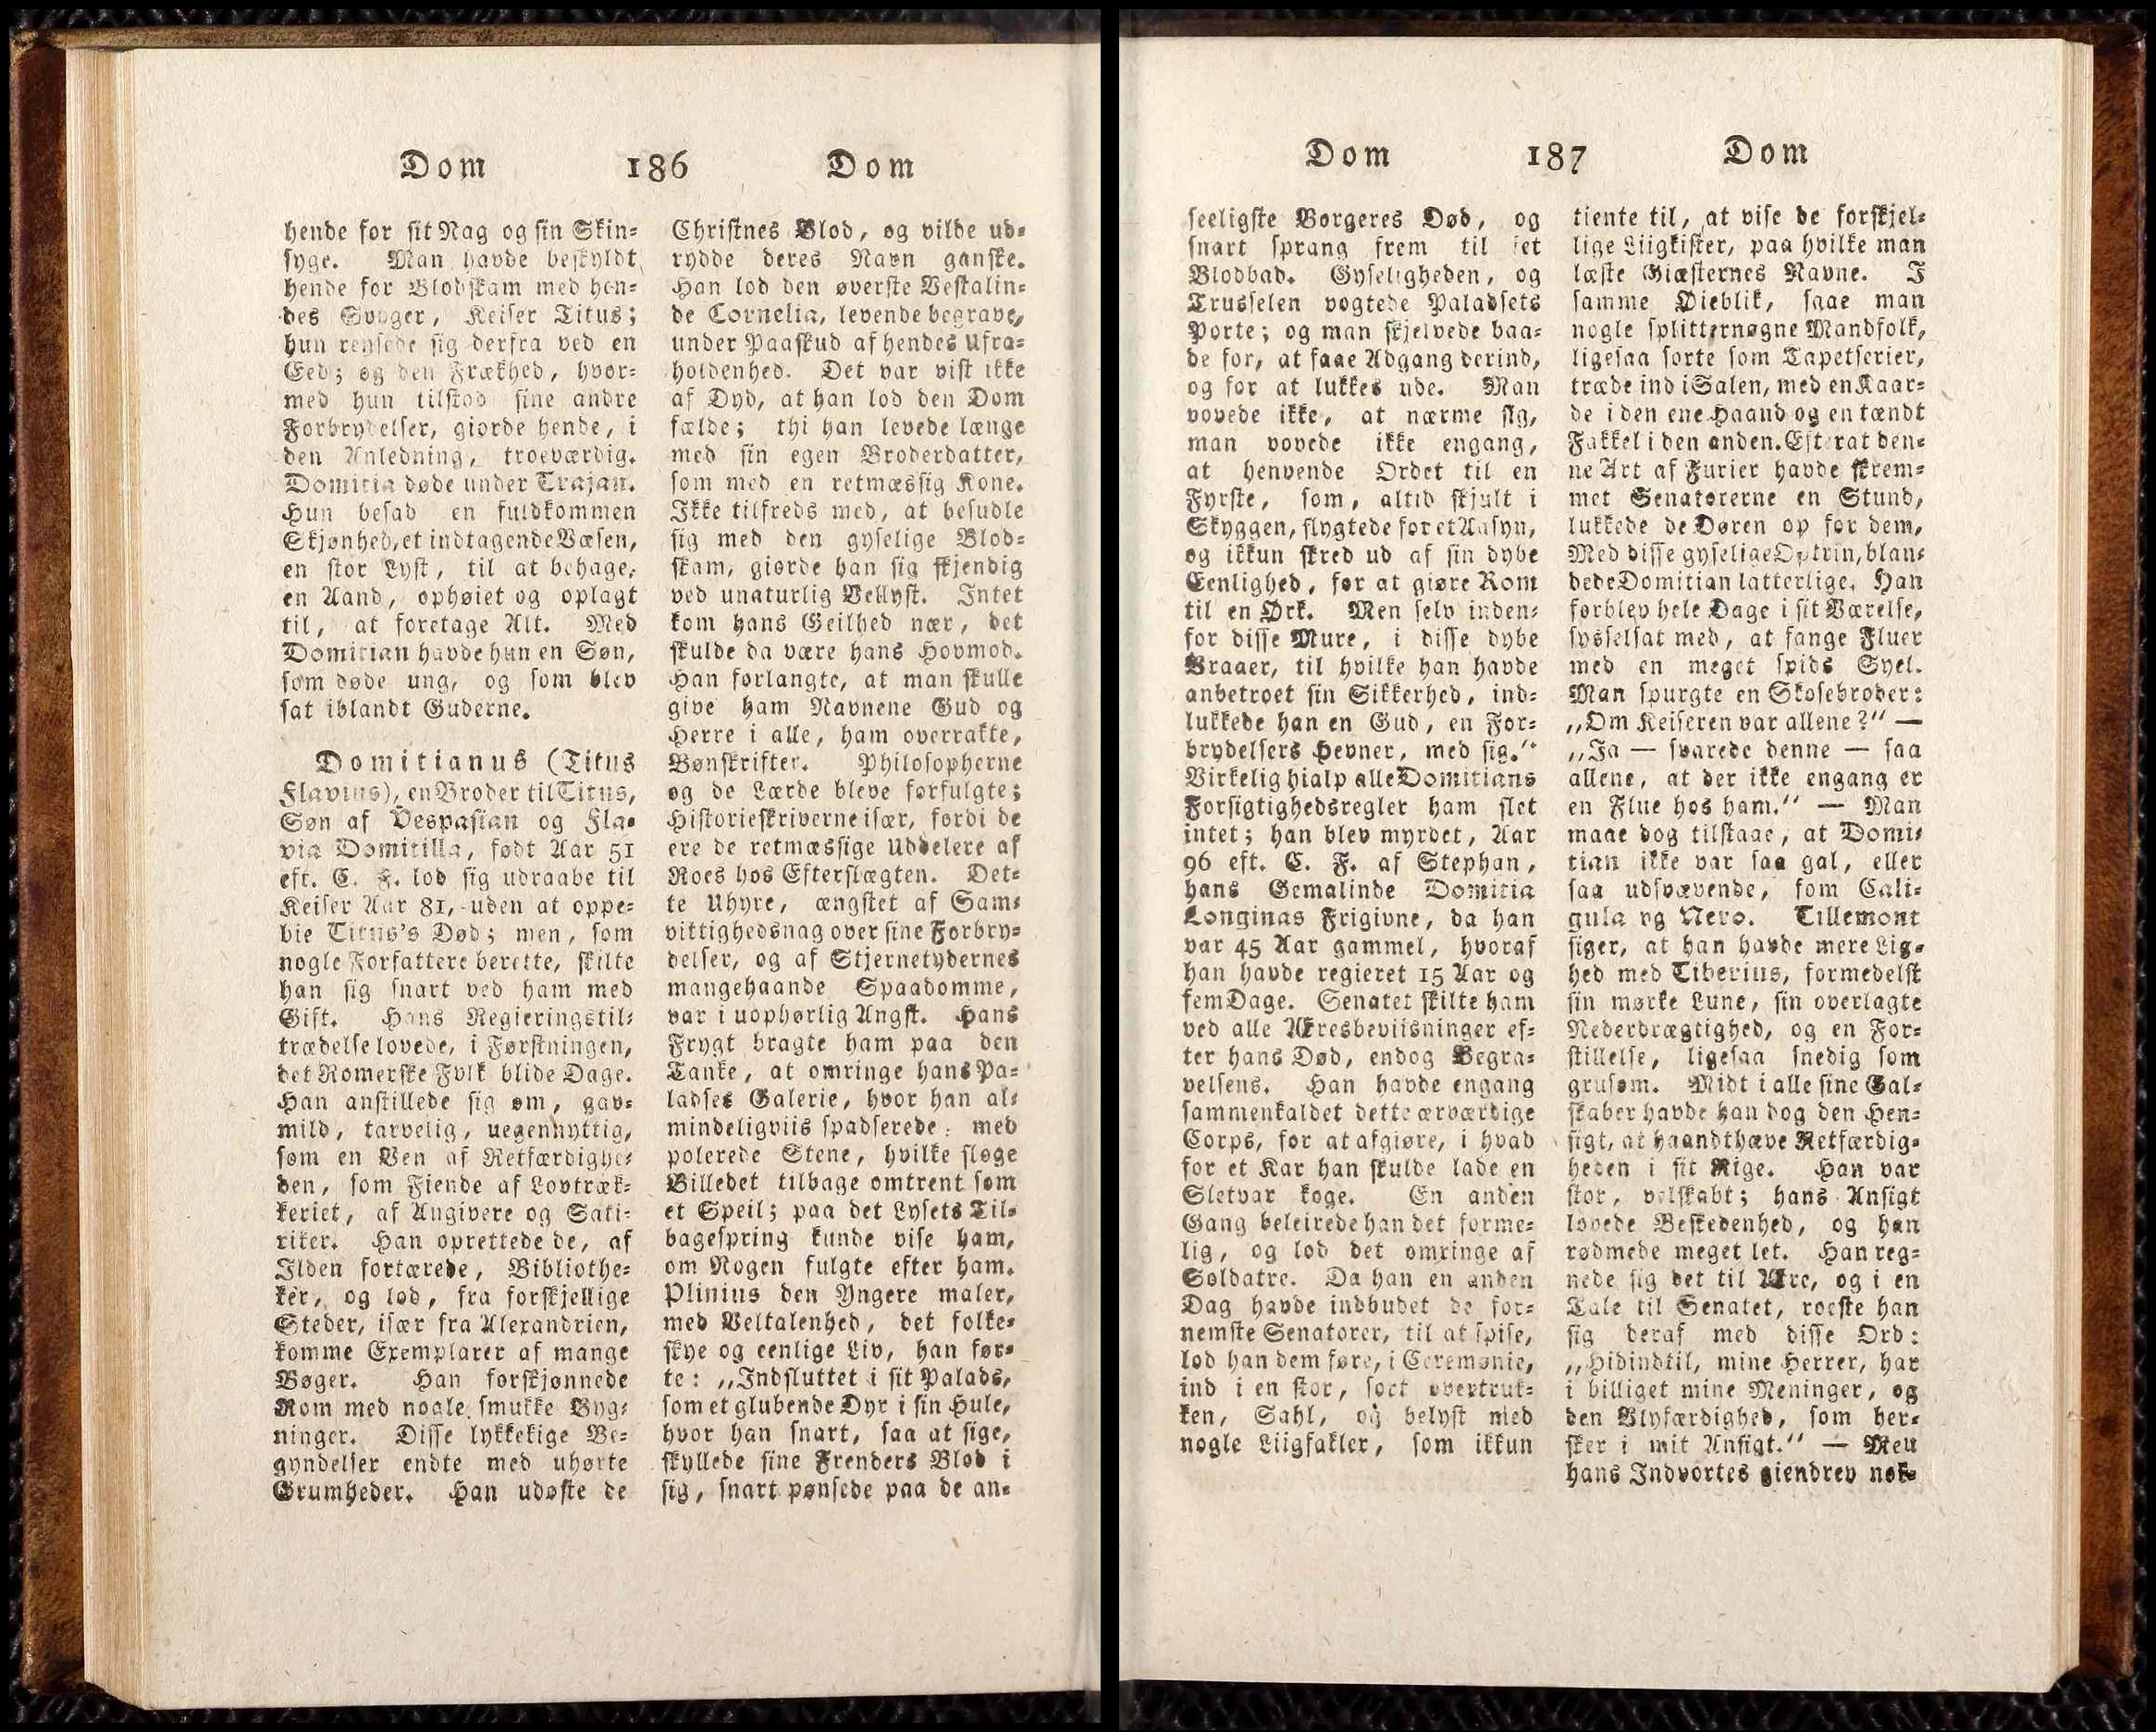 Dom 186 Dom
hende for sit Nag og sin Skin-
syge. Man havde beskyldt
hende for Blodskam med hen-
des Svoger, Keiser Titus;
hun rensede sig derfra ved en
Eed; og den Frækhed, hvor-
med hun tilstod sine andre
Forbrydelser, giorde hende, i
den Anledning, troeværdig.
Domitia døde under Trajan.
Hun besad en fuldkommen
Skjønhed, et indtagende Væsen,
en stor Lyst, til at behage,
en Aand, ophøiet og oplagt
til, at foretage Alt. Med
Domitian havde hun en Søn,
som døde ung, og som blev
sat iblandt Guderne.
Domitianus (Titus
Flavius), en Broder til Titus,
Søn af Vespasian og Fla-
via Domitilla, født Aar 51
eft. C. F. lod sig udraabe til
Keiser Aar 81, uden at oppe-
bie Titus's Død; men, som
nogle Forfattere berette, skilte
han sig snart ved ham med
Gift. Hans Regieringstil-
trædelse lovede, i Førstningen,
det Romerske Folk blide Dage.
Han anstillede sig om, gav-
mild, tarvelig, uegennyttig,
som en Ven af Retfærdighe-
den, som Fiende af Lovtræk-
keriet, af Angivere og Sati-
riker. Han oprettede de, af
Ilden fortærede, Bibliothe-
ker, og lod, fra forskjellige
Steder, især fra Alexandrien,
komme Exemplarer af mange
Bøger. Han forskjønnede
Rom med nogle smukke Byg-
ninger. Disse lykkelige Be-
gyndelser endte med uhørte
Grumheder. Han udøste de
Christnes Blod, og vilde ud-
rydde deres Navn ganske.
Han lod den øverste Vestalin-
de Cornelia, levende begrave,
under Paaskud af hendes Ufra-
holdenhed. Det var vist ikke
af Dyd, at han lod den Dom
fælde; thi han levede længe
med sin egen Broderdatter,
som med en retmæssig Kone.
Ikke tilfreds med, at besudle
sig med den gyselige Blod-
skam, giorde han sig skjendig
ved unaturlig Vellyst. Intet
kom hans Geilhed nær, det
skulde da være hans Hovmod.
Han forlangte, at man skulle
give ham Navnene Gud og
Herre i alle, ham overrakte,
Bønskrifter. Philosopherne
og de Lærde bleve forfulgte;
Historieskriverne især, fordi de
ere de retmæssige Uddelere af
Roes hos Efterslægten. Det-
te Uhyre, ængstet af Sam-
vittighedsnag over sine Forbry-
delser, og af Stjernetydernes
mangehaande Spaadomme,
var i uophørlig Angst. Hans
Frygt bragte ham paa den
Tanke, at omringe hans Pa-
ladses Galerie, hvor han al-
mindeligviis spadserede, med
polerede Stene, hvilke sloge
Billedet tilbage omtrent som
et Speil; paa det Lysets Til-
bagespring kunde vise ham,
om Nogen fulgte efter ham.
Plinius den Yngere maler,
med Veltalenhed, det folke-
skye og eenlige Liv, han før-
te: „Indsluttet i sit Palads,
som et glubende Dyr i sin Hule,
hvor han snart, saa at sige,
skyllede sine Frenders Blod i
sig, snart pønsede paa de an-
Dom 187 Dom
seeligste Borgeres Død, og
snart sprang frem til et
Blodbad. Gyseligheden, og
Trusselen vogtede Paladsets
Porte; og man skjelvede baa-
de for, at faae Adgang derind,
og for at lukkes ude. Man
vovede ikke, at nærme sig,
man vovede ikke engang,
at henvende Ordet til en
Fyrste, som, altid skjult i
Skyggen, flygtede for et Aasyn,
og ikkun skred ud af sin dybe
Eenlighed, for at giøre Rom
til en Ørk. Men selv inden-
for disse Mure, i disse dybe
Braaer, til hvilke han havde
anbetroet sin Sikkerhed, ind-
lukkede han en Gud, en For-
brydelsers Hevner, med sig.“
Virkelig hialp alle Domitians
Forsigtighedsregler ham slet
intet; han blev myrdet, Aar
96 eft. C. F. af Stephan,
hans Gemalinde Domitia
Longinas Frigivne, da han
var 45 Aar gammel, hvoraf
han havde regieret 15 Aar og
fem Dage. Senatet skilte ham
ved alle Æresbeviisninger ef-
ter hans Død, endog Begra-
velsens. Han havde engang
sammenkaldet dette ærværdige
Corps, for at afgiøre, i hvad
for et Kar han skulde lade en
Sletvar koge. En anden
Gang beleirede han det forme-
lig, og lod det omringe af
Soldatre. Da han en anden
Dag havde indbudet de for-
nemste Senatorer, til at spise,
lod han dem føre, i Ceremonie,
ind i en stor, sort overtruk-
ken, Sahl, og belyst med
nogle Liigfakler, som ikkun
tiente til, at vise de forskjel-
lige Liigkister, paa hvilke man
læste Giæsternes Navne. I
samme Øieblik, saae man
nogle splitternøgne Mandfolk,
ligesaa sorte som Tapetserier,
træde ind i Salen, med en Kaar-
de i den ene Haand og en tændt
Fakkel i den anden. Efterat den-
ne Art af Furier havde skrem-
met Senatorerne en Stund,
lukkede de Døren op for dem,
Med disse gyselige Optrin, blan-
dede Domitian latterlige. Han
forblev hele Dage i sit Værelse,
sysselsat med, at fange Fluer
med en meget spids Syel.
Man spurgte en Skosebroder:
„Om Keiseren var allene?“ —
„Ja — svarede denne — saa
allene, at der ikke engang er
en Flue hos ham.“ — Man
maae dog tilstaae, at Domi-
tian ikke var saa gal, eller
saa udsvævende, som Cali-
gula og Nero. Tillemont
siger, at han havde mere Lig-
hed med Tiberius, formedelst
sin mørke Lune, sin overlagte
Nederdrægtighed, og en For-
stillelse, ligesaa snedig som
grusom. Midt i alle sine Gal-
skaber havde han dog den Hen-
sigt, at haandthæve Retfærdig-
heden i sit Rige. Han var
stor, velskabt; hans Ansigt
lovede Beskedenhed, og han
rødmede meget let. Han reg-
nede sig det til Ære, og i en
Tale til Senatet, roeste han
sig deraf med disse Ord:
„Hidindtil, mine Herrer, har
i billiget mine Meninger, og
den Blyfærdighed, som her-
sker i mit Ansigt.“ — Men
hans Indvortes giendrev nok-